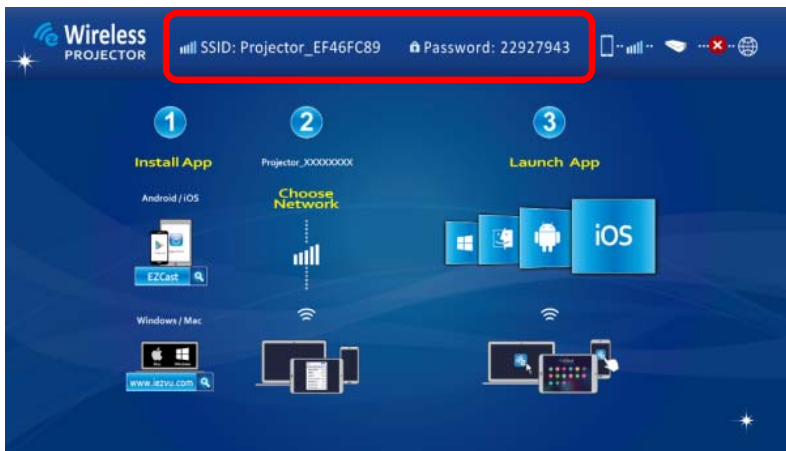 Wireless
PROJECTOR
SSID: Projector_EF46FC89
Password: 22927943
1
2
3
Install App
Projector_XXXXXXXX
Launch App
Android / iOS
Choose
Network
iOS
EZCast
Windows / Mac
www.iezvu.com